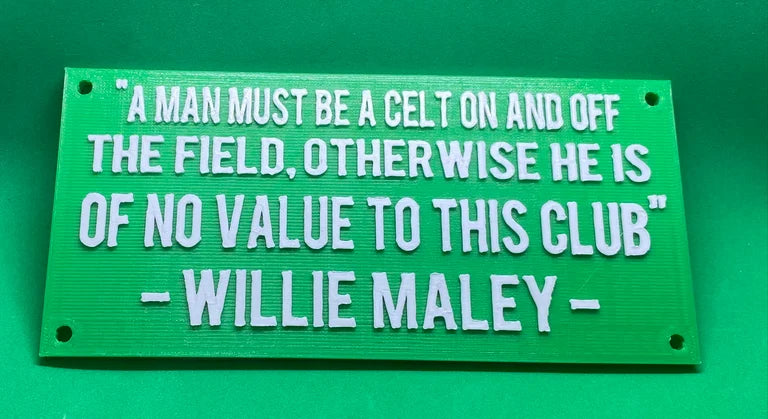 "A MAN MUST BE A CELT ON AND OFF
THE FIELD, OTHERWISE HE IS
OF NO VALUE TO THIS CLUB"
- WILLIE MALEY -